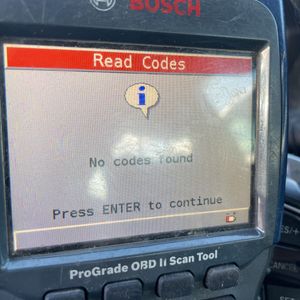 BOSCH
Read Codes
i
No codes found
Press ENTER to continue
ProGrade OBD II Scan Tool